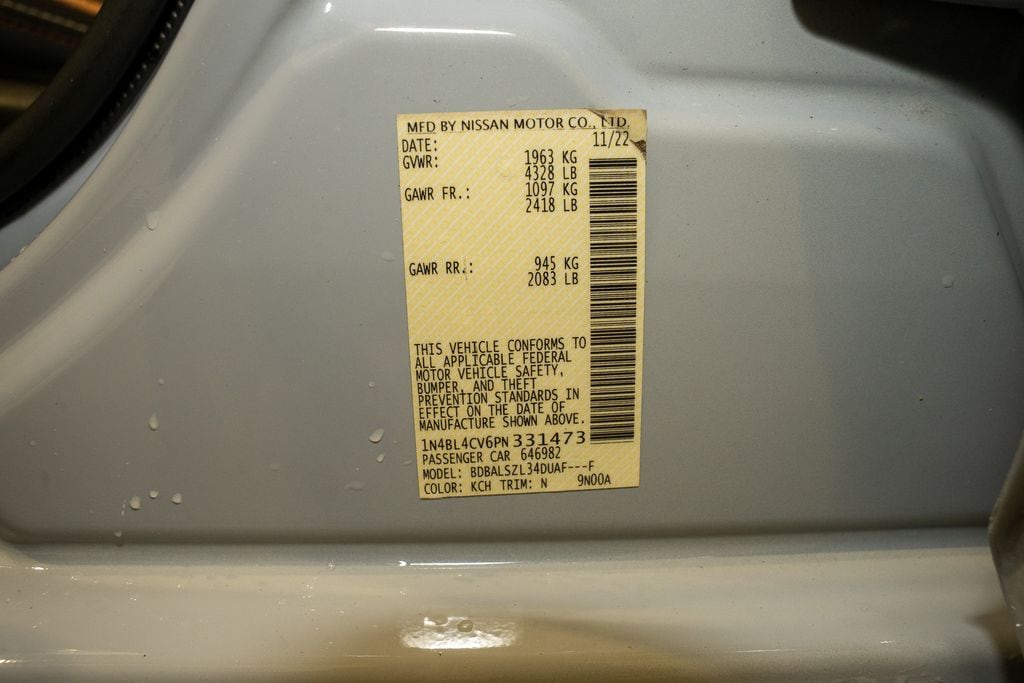 MFD BY NISSAN MOTOR CO., LTD.
DATE: 11/22
GVWR: 1963 KG
4328 LB
GAWR FR.: 1097 KG
2418 LB
GAWR RR.: 945 KG
2083 LB
THIS VEHICLE CONFORMS TO
ALL APPLICABLE FEDERAL
MOTOR VEHICLE SAFETY,
BUMPER, AND THEFT
PREVENTION STANDARDS IN
EFFECT ON THE DATE OF
MANUFACTURE SHOWN ABOVE.
1N4BL4CV6PN331473
PASSENGER CAR 646982
MODEL: BDBALSZL34DUAF---F
COLOR: KCH TRIM: N 9N00A